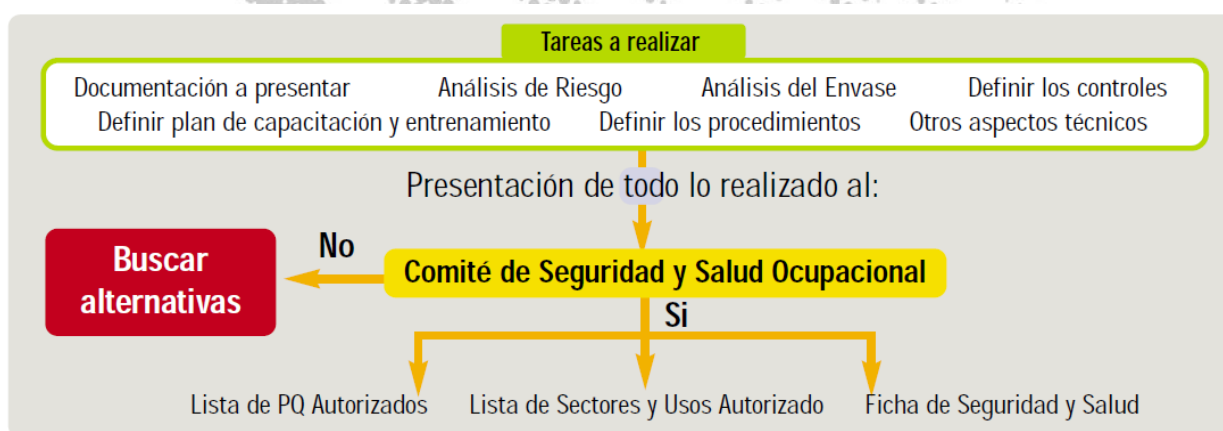 Tareas a realizar
Documentación a presentar Análisis de Riesgo Análisis del Envase Definir los controles
Definir plan de capacitación y entrenamiento Definir los procedimientos Otros aspectos técnicos
Presentación de todo lo realizado al:
No
Buscar
alternativas
Comité de Seguridad y Salud Ocupacional
Si
Lista de PQ Autorizados Lista de Sectores y Usos Autorizado Ficha de Seguridad y Salud